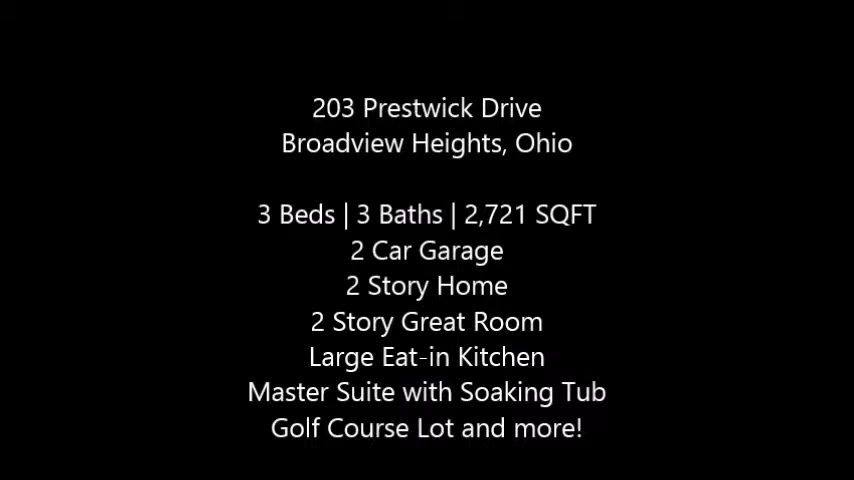 203 Prestwick Drive
Broadview Heights, Ohio
3 Beds | 3 Baths | 2,721 SQFT
2 Car Garage
2 Story Home
2 Story Great Room
Large Eat-in Kitchen
Master Suite with Soaking Tub
Golf Course Lot and more!